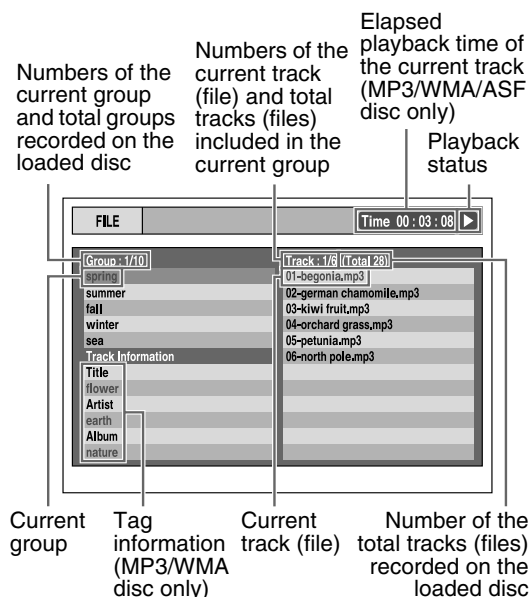 Elapsed
playback time of
the current track
(MP3/WMA/ASF
disc only)
Numbers of the
current track
(file) and total
tracks (files)
included in the
current group
Numbers of the
current group
and total groups
recorded on the
loaded disc
Playback
status
FILE
Time 00 : 03 : 08
Group : 1/10
spring
summer
fall
winter
sea
Track Information
Title
flower
Artist
earth
Album
nature
Track : 1/6 (Total 28)
01-begonia.mp3
02-german chamomile.mp3
03-kiwi fruit.mp3
04-orchard grass.mp3
05-petunia.mp3
06-north pole.mp3
Current
group
Tag
information
(MP3/WMA
disc only)
Current
track (file)
Number of the
total tracks (files)
recorded on the
loaded disc